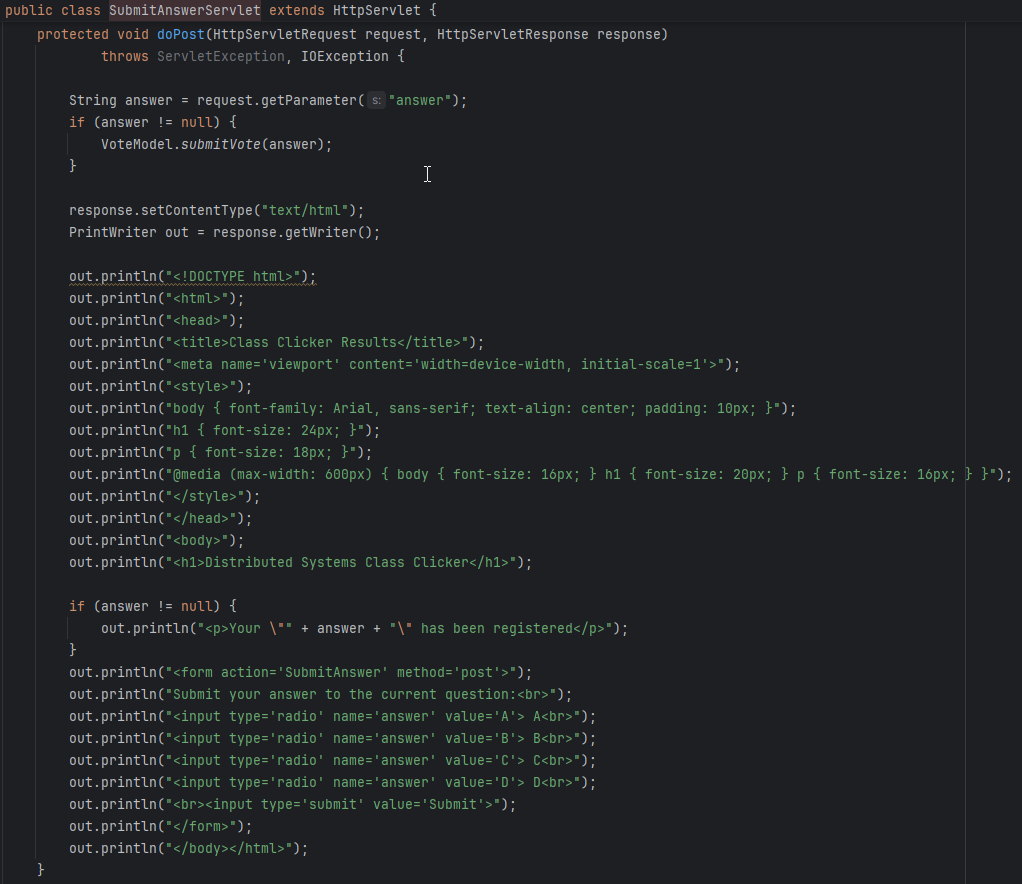 public class SubmitAnswerServlet extends HttpServlet {
    protected void doPost(HttpServletRequest request, HttpServletResponse response)
            throws ServletException, IOException {

        String answer = request.getParameter( s: "answer");
        if (answer != null) {
            VoteModel.submitVote(answer);
        }

        response.setContentType("text/html");
        PrintWriter out = response.getWriter();

        out.println("<!DOCTYPE html>");
        out.println("<html>");
        out.println("<head>");
        out.println("<title>Class Clicker Results</title>");
        out.println("<meta name='viewport' content='width=device-width, initial-scale=1'>");
        out.println("<style>");
        out.println("body { font-family: Arial, sans-serif; text-align: center; padding: 10px; }");
        out.println("h1 { font-size: 24px; }");
        out.println("p { font-size: 18px; }");
        out.println("@media (max-width: 600px) { body { font-size: 16px; } h1 { font-size: 20px; } p { font-size: 16px; } }");
        out.println("</style>");
        out.println("</head>");
        out.println("<body>");
        out.println("<h1>Distributed Systems Class Clicker</h1>");

        if (answer != null) {
            out.println("<p>Your \"" + answer + "\" has been registered</p>");
        }
        out.println("<form action='SubmitAnswer' method='post'>");
        out.println("Submit your answer to the current question:<br>");
        out.println("<input type='radio' name='answer' value='A'> A<br>");
        out.println("<input type='radio' name='answer' value='B'> B<br>");
        out.println("<input type='radio' name='answer' value='C'> C<br>");
        out.println("<input type='radio' name='answer' value='D'> D<br>");
        out.println("<br><input type='submit' value='Submit'>");
        out.println("</form>");
        out.println("</body></html>");
    }